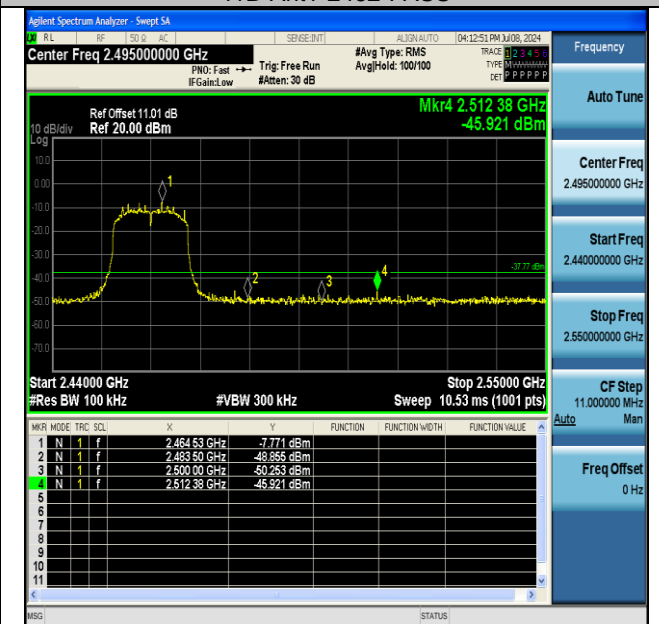 Agilent Spectrum Analyzer - Swept SA
RL RF 50 Ω AC SENSE:INT ALIGN AUTO 04:12:51 PM Jul 08, 2024
Center Freq 2.495000000 GHz
PNO: Fast
IFGain:Low
Trig: Free Run
#Atten: 30 dB
#Avg Type: RMS
Avg|Hold: 100/100
TRACE 1 2 3 4 5 6
TYPE M
DET P P P P P P
Frequency
Ref Offset 11.01 dB
10 dB/div Ref 20.00 dBm
Log
Mkr4 2.512 38 GHz
-45.921 dBm
10.0
0.00
-10.0
-20.0
-30.0
-40.0
-50.0
-60.0
-70.0
1
2
3
4
-37.77 dBm
Start 2.44000 GHz Stop 2.55000 GHz
#Res BW 100 kHz #VBW 300 kHz Sweep 10.53 ms (1001 pts)
MKR MODE TRC SCL X Y FUNCTION FUNCTION WIDTH FUNCTION VALUE
1 N 1 f 2.464 53 GHz -7.771 dBm
2 N 1 f 2.483 50 GHz -48.855 dBm
3 N 1 f 2.500 00 GHz -50.253 dBm
4 N 1 f 2.512 38 GHz -45.921 dBm
5
6
7
8
9
10
11
MSG STATUS
Auto Tune
Center Freq
2.495000000 GHz
Start Freq
2.440000000 GHz
Stop Freq
2.550000000 GHz
CF Step
11.000000 MHz
Auto Man
Freq Offset
0 Hz